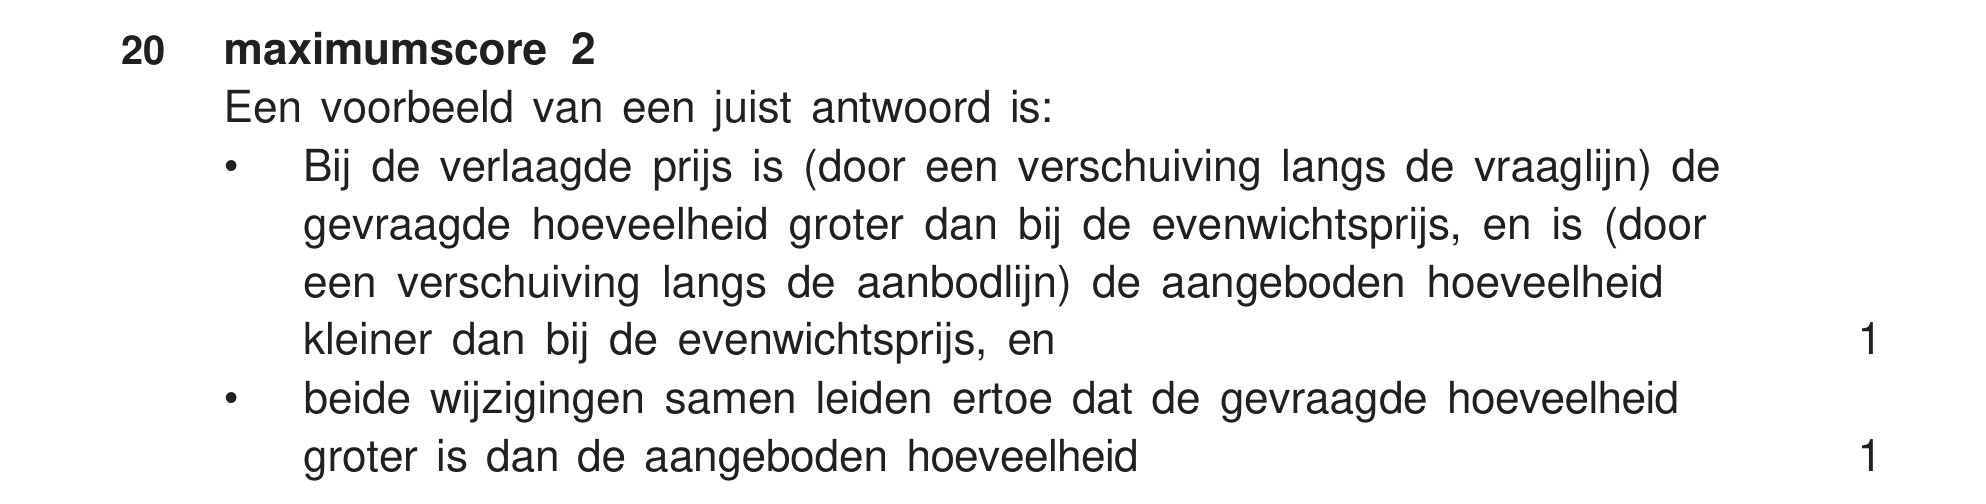 20 maximumscore 2
Een voorbeeld van een juist antwoord is:
• Bij de verlaagde prijs is (door een verschuiving langs de vraaglijn) de
gevraagde hoeveelheid groter dan bij de evenwichtsprijs, en is (door
een verschuiving langs de aanbodlijn) de aangeboden hoeveelheid
kleiner dan bij de evenwichtsprijs, en 1
• beide wijzigingen samen leiden ertoe dat de gevraagde hoeveelheid
groter is dan de aangeboden hoeveelheid 1